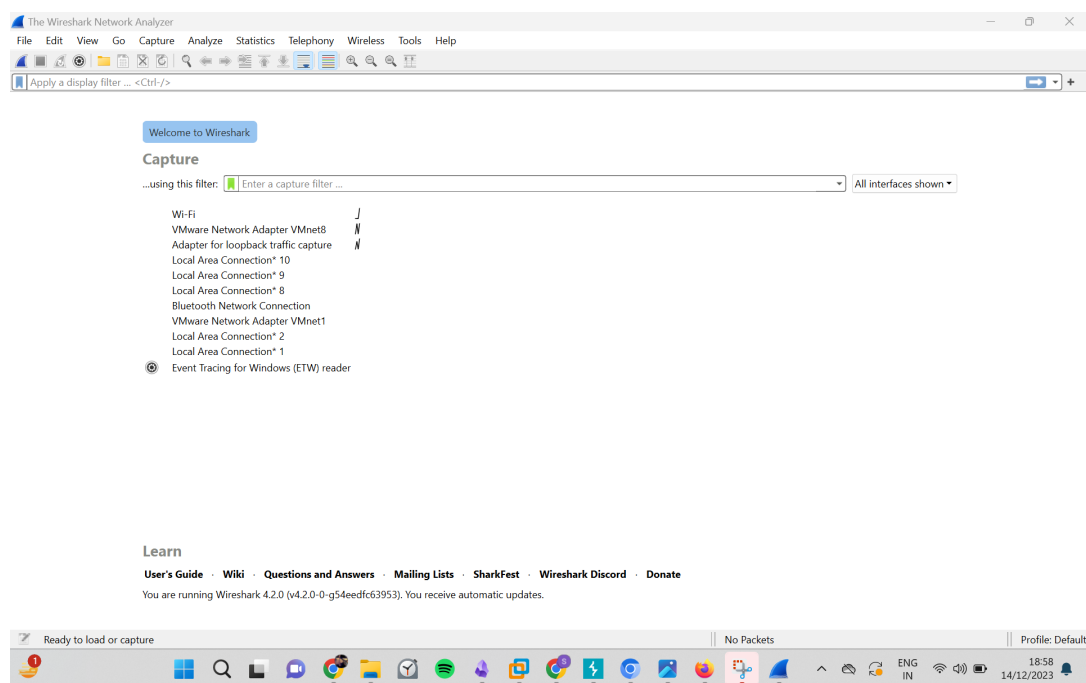 The Wireshark Network Analyzer
File Edit View Go Capture Analyze Statistics Telephony Wireless Tools Help
Apply a display filter ... <Ctrl-/>
Welcome to Wireshark
Capture
...using this filter: Enter a capture filter ... All interfaces shown
Wi-Fi
VMware Network Adapter VMnet8
Adapter for loopback traffic capture
Local Area Connection* 10
Local Area Connection* 9
Local Area Connection* 8
Bluetooth Network Connection
VMware Network Adapter VMnet1
Local Area Connection* 2
Local Area Connection* 1
Event Tracing for Windows (ETW) reader
Learn
User's Guide · Wiki · Questions and Answers · Mailing Lists · SharkFest · Wireshark Discord · Donate
You are running Wireshark 4.2.0 (v4.2.0-0-g54eedfc63953). You receive automatic updates.
Ready to load or capture No Packets Profile: Default
1 S ENG 18:58
IN 14/12/2023